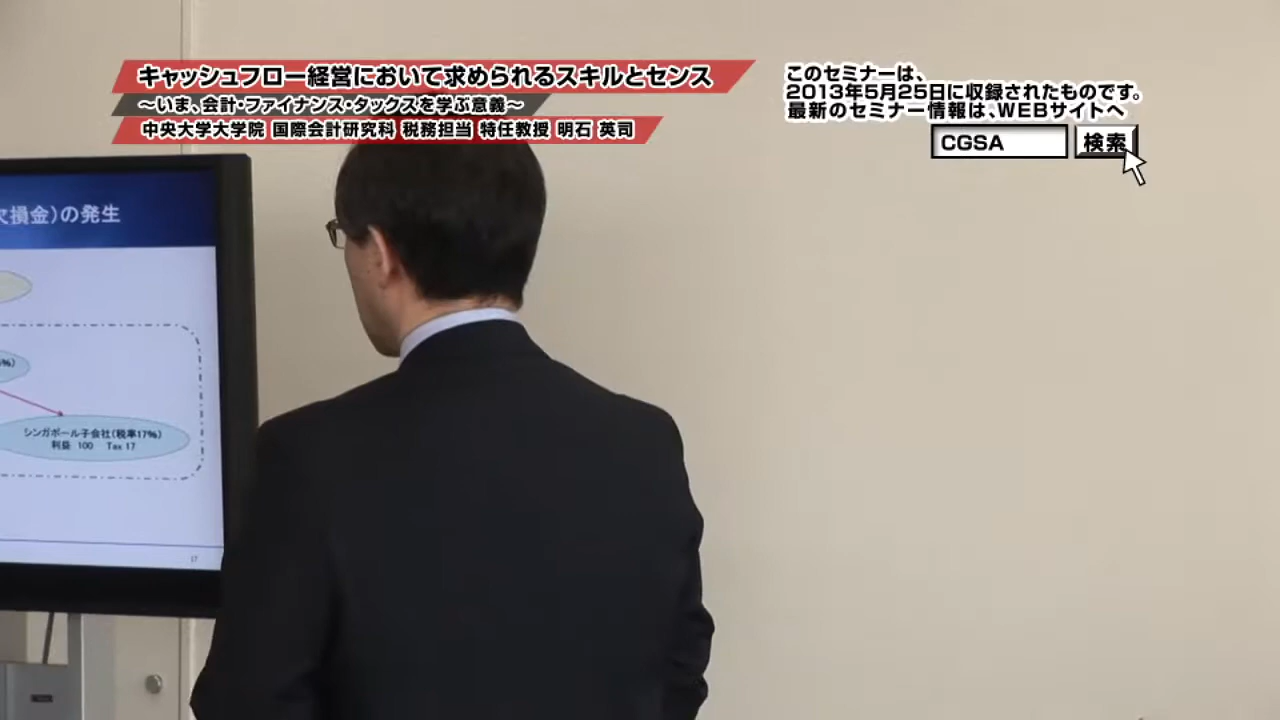 キャッシュフロー経営において求められるスキルとセンス
～いま、会計・ファイナンス・タックスを学ぶ意義～
中央大学大学院 国際会計研究科 税務担当 特任教授 明石 英司
このセミナーは、
2013年5月25日に収録されたものです。
最新のセミナー情報は、WEBサイトへ
CGSA 検索
欠損金）の発生
%）
シンガポール子会社（税率17%）
利益 100 Tax 17
17